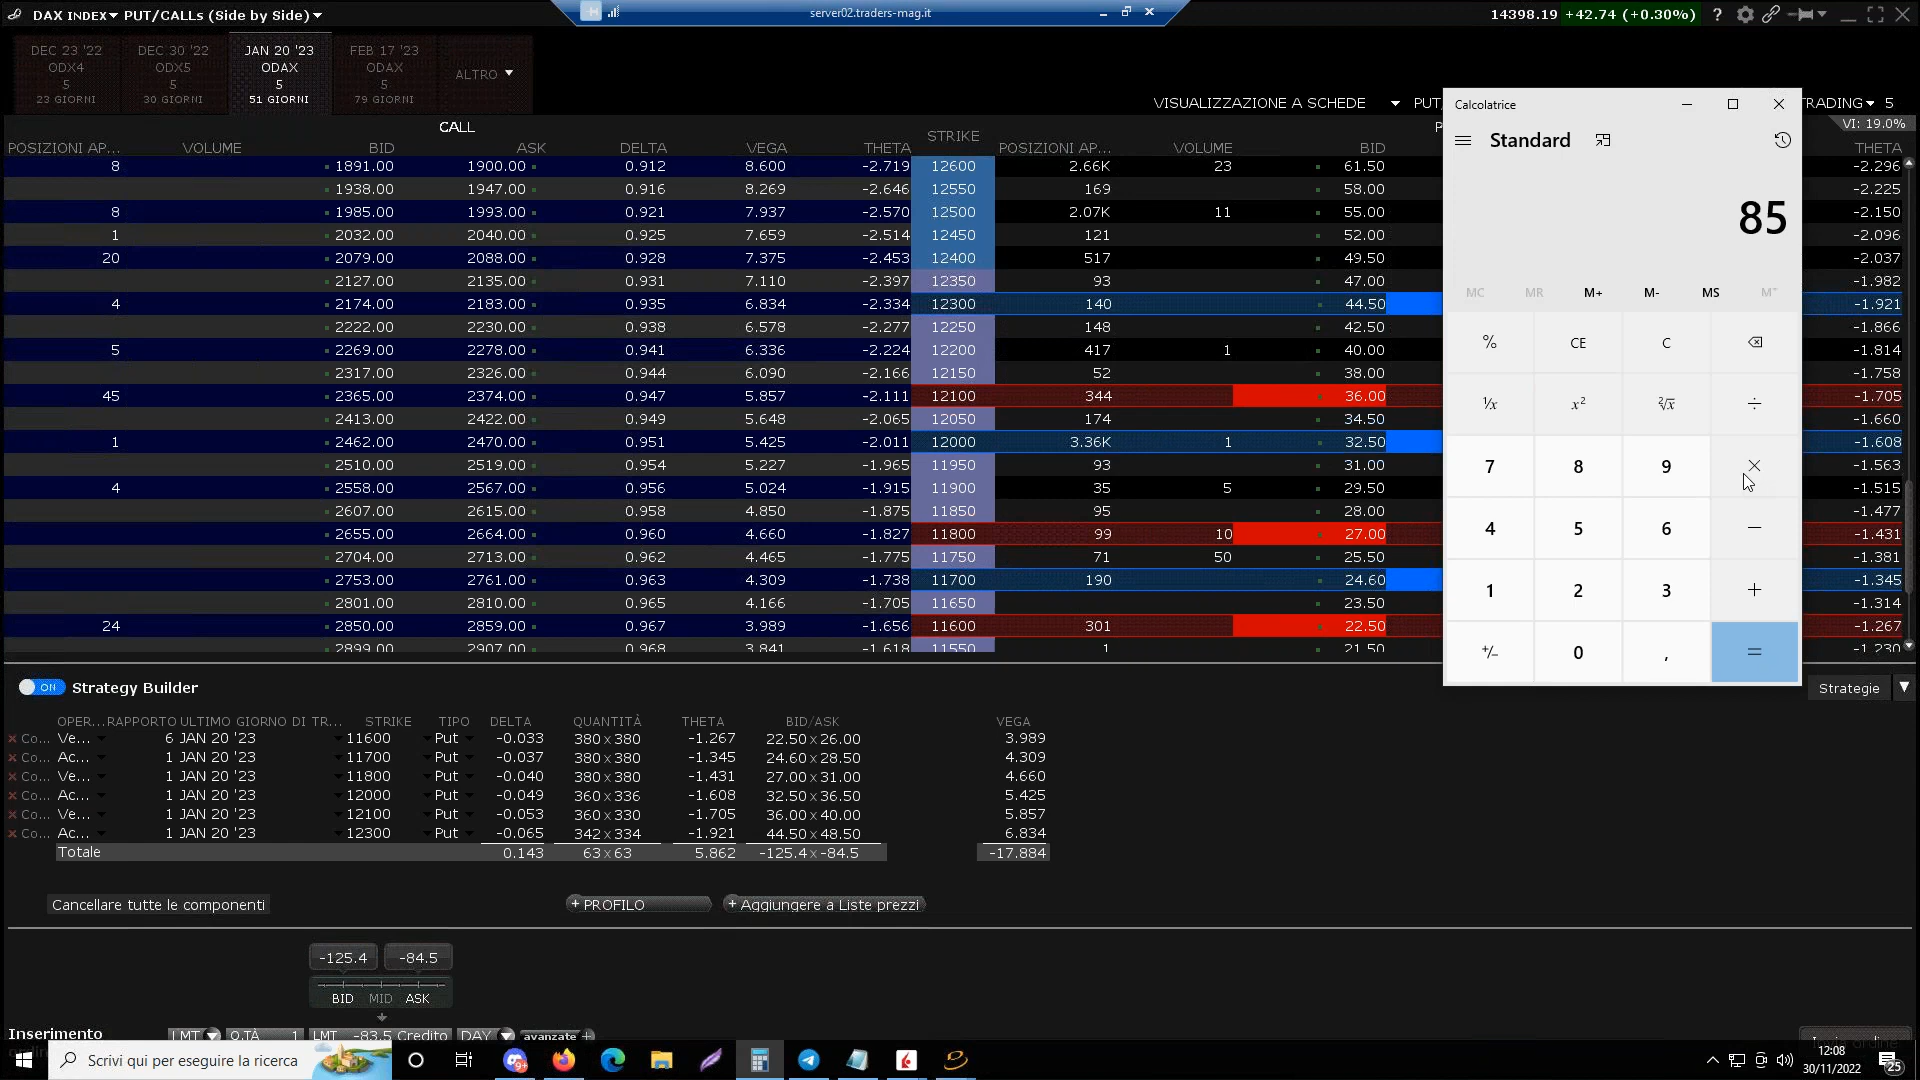 DAX INDEX PUT/CALLs (Side by Side)
server02.traders-mag.it
14398.19 +42.74 (+0.30%)
DEC 23 '22 DEC 30 '22 JAN 20 '23 FEB 17 '23
ODX4 ODX5 ODAX ODAX
5 5 5 5
23 GIORNI 30 GIORNI 51 GIORNI 79 GIORNI
ALTRO
VISUALIZZAZIONE A SCHEDE PUT/ TRADING 5
VI: 19.0%
CALL STRIKE P
POSIZIONI AP... VOLUME BID ASK DELTA VEGA THETA POSIZIONI AP... VOLUME BID THETA
8 1891.00 1900.00 0.912 8.600 -2.719 12600 2.66K 23 61.50 -2.296
1938.00 1947.00 0.916 8.269 -2.646 12550 169 58.00 -2.225
8 1985.00 1993.00 0.921 7.937 -2.570 12500 2.07K 11 55.00 -2.150
1 2032.00 2040.00 0.925 7.659 -2.514 12450 121 52.00 -2.096
20 2079.00 2088.00 0.928 7.375 -2.453 12400 517 49.50 -2.037
2127.00 2135.00 0.931 7.110 -2.397 12350 93 47.00 -1.982
4 2174.00 2183.00 0.935 6.834 -2.334 12300 140 44.50 -1.921
2222.00 2230.00 0.938 6.578 -2.277 12250 148 42.50 -1.866
5 2269.00 2278.00 0.941 6.336 -2.224 12200 417 1 40.00 -1.814
2317.00 2326.00 0.944 6.090 -2.166 12150 52 38.00 -1.758
45 2365.00 2374.00 0.947 5.857 -2.111 12100 344 36.00 -1.705
2413.00 2422.00 0.949 5.648 -2.065 12050 174 34.50 -1.660
1 2462.00 2470.00 0.951 5.425 -2.011 12000 3.36K 1 32.50 -1.608
2510.00 2519.00 0.954 5.227 -1.965 11950 93 31.00 -1.563
4 2558.00 2567.00 0.956 5.024 -1.915 11900 35 5 29.50 -1.515
2607.00 2615.00 0.958 4.850 -1.875 11850 95 28.00 -1.477
2655.00 2664.00 0.960 4.660 -1.827 11800 99 10 27.00 -1.431
2704.00 2713.00 0.962 4.465 -1.775 11750 71 50 25.50 -1.381
2753.00 2761.00 0.963 4.309 -1.738 11700 190 24.60 -1.345
2801.00 2810.00 0.965 4.166 -1.705 11650 23.50 -1.314
24 2850.00 2859.00 0.967 3.989 -1.656 11600 301 22.50 -1.267
2899.00 2907.00 0.968 3.841 -1.618 11550 1 21.50 -1.230
Calcolatrice
Standard
85
MC MR M+ M- MS M˅
% CE C
¹/x x² ²√x ÷
7 8 9 ×
4 5 6 −
1 2 3 +
+/− 0 , =
ON Strategy Builder
Strategie
OPER... RAPPORTO ULTIMO GIORNO DI TR... STRIKE TIPO DELTA QUANTITÀ THETA BID/ASK VEGA
Co... Ve... 6 JAN 20 '23 11600 Put -0.033 380 x 380 -1.267 22.50 x 26.00 3.989
Co... Ac... 1 JAN 20 '23 11700 Put -0.037 380 x 380 -1.345 24.60 x 28.50 4.309
Co... Ve... 1 JAN 20 '23 11800 Put -0.040 380 x 380 -1.431 27.00 x 31.00 4.660
Co... Ac... 1 JAN 20 '23 12000 Put -0.049 360 x 336 -1.608 32.50 x 36.50 5.425
Co... Ve... 1 JAN 20 '23 12100 Put -0.053 360 x 330 -1.705 36.00 x 40.00 5.857
Co... Ac... 1 JAN 20 '23 12300 Put -0.065 342 x 334 -1.921 44.50 x 48.50 6.834
Totale 0.143 63 x 63 5.862 -125.4 x -84.5 -17.884
Cancellare tutte le componenti
+ PROFILO
+ Aggiungere a Liste prezzi
-125.4 -84.5
BID MID ASK
Inserimento
LMT Q.TÀ 1 LMT -83.5 Credito DAY avanzate +
Scrivi qui per eseguire la ricerca
9+
12:08
30/11/2022
25